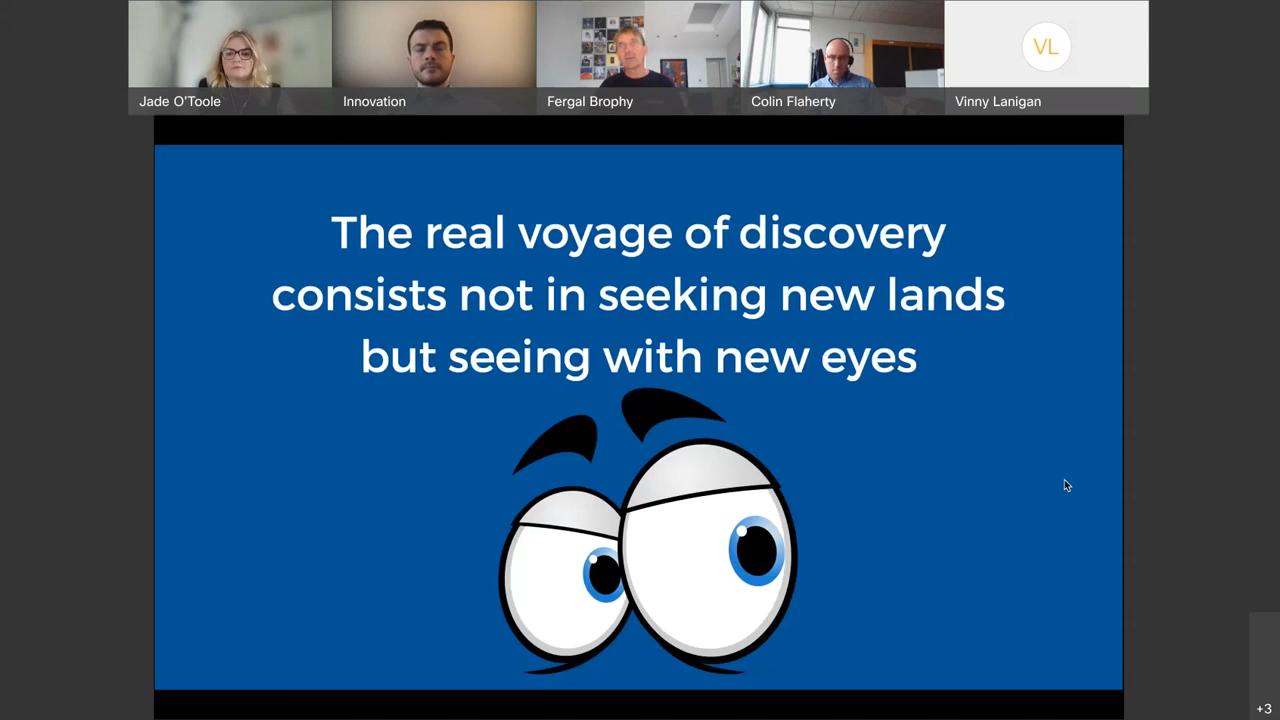 Jade O'Toole
Innovation
Fergal Brophy
Colin Flaherty
VL
Vinny Lanigan
The real voyage of discovery
consists not in seeking new lands
but seeing with new eyes
+3